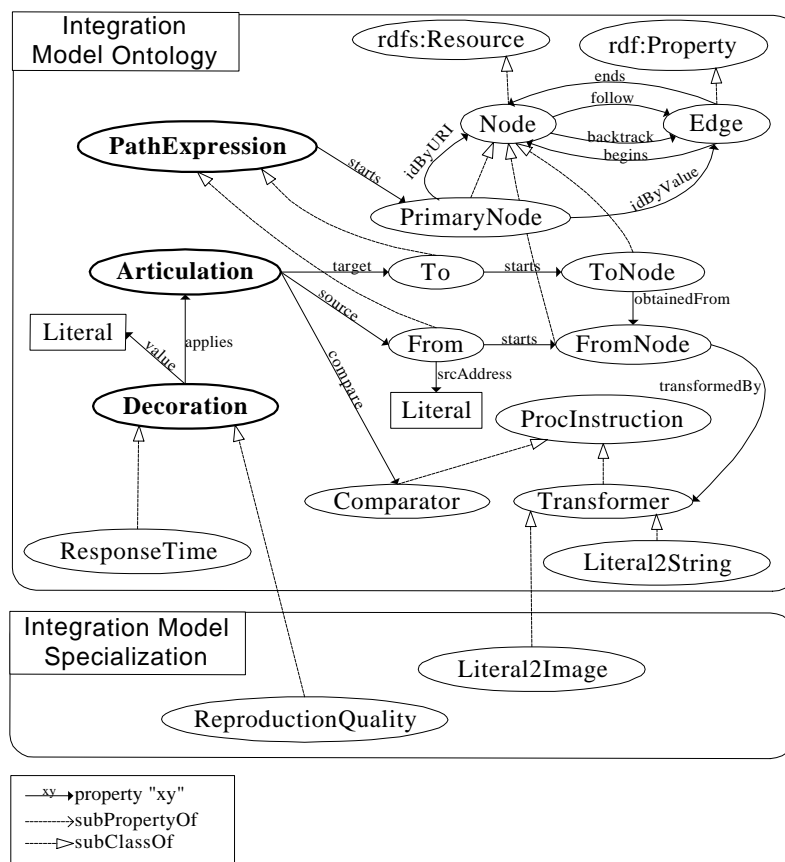 Integration
Model Ontology
rdfs:Resource
rdf:Property
ends
follow
Node
Edge
backtrack
begins
PathExpression
starts
idByURI
idByValue
PrimaryNode
Articulation
target
To
starts
ToNode
source
obtainedFrom
Literal
value
applies
From
starts
FromNode
srcAddress
transformedBy
compare
Literal
Decoration
ProcInstruction
Comparator
Transformer
ResponseTime
Literal2String
Integration Model
Specialization
Literal2Image
ReproductionQuality
xy
property "xy"
subPropertyOf
subClassOf